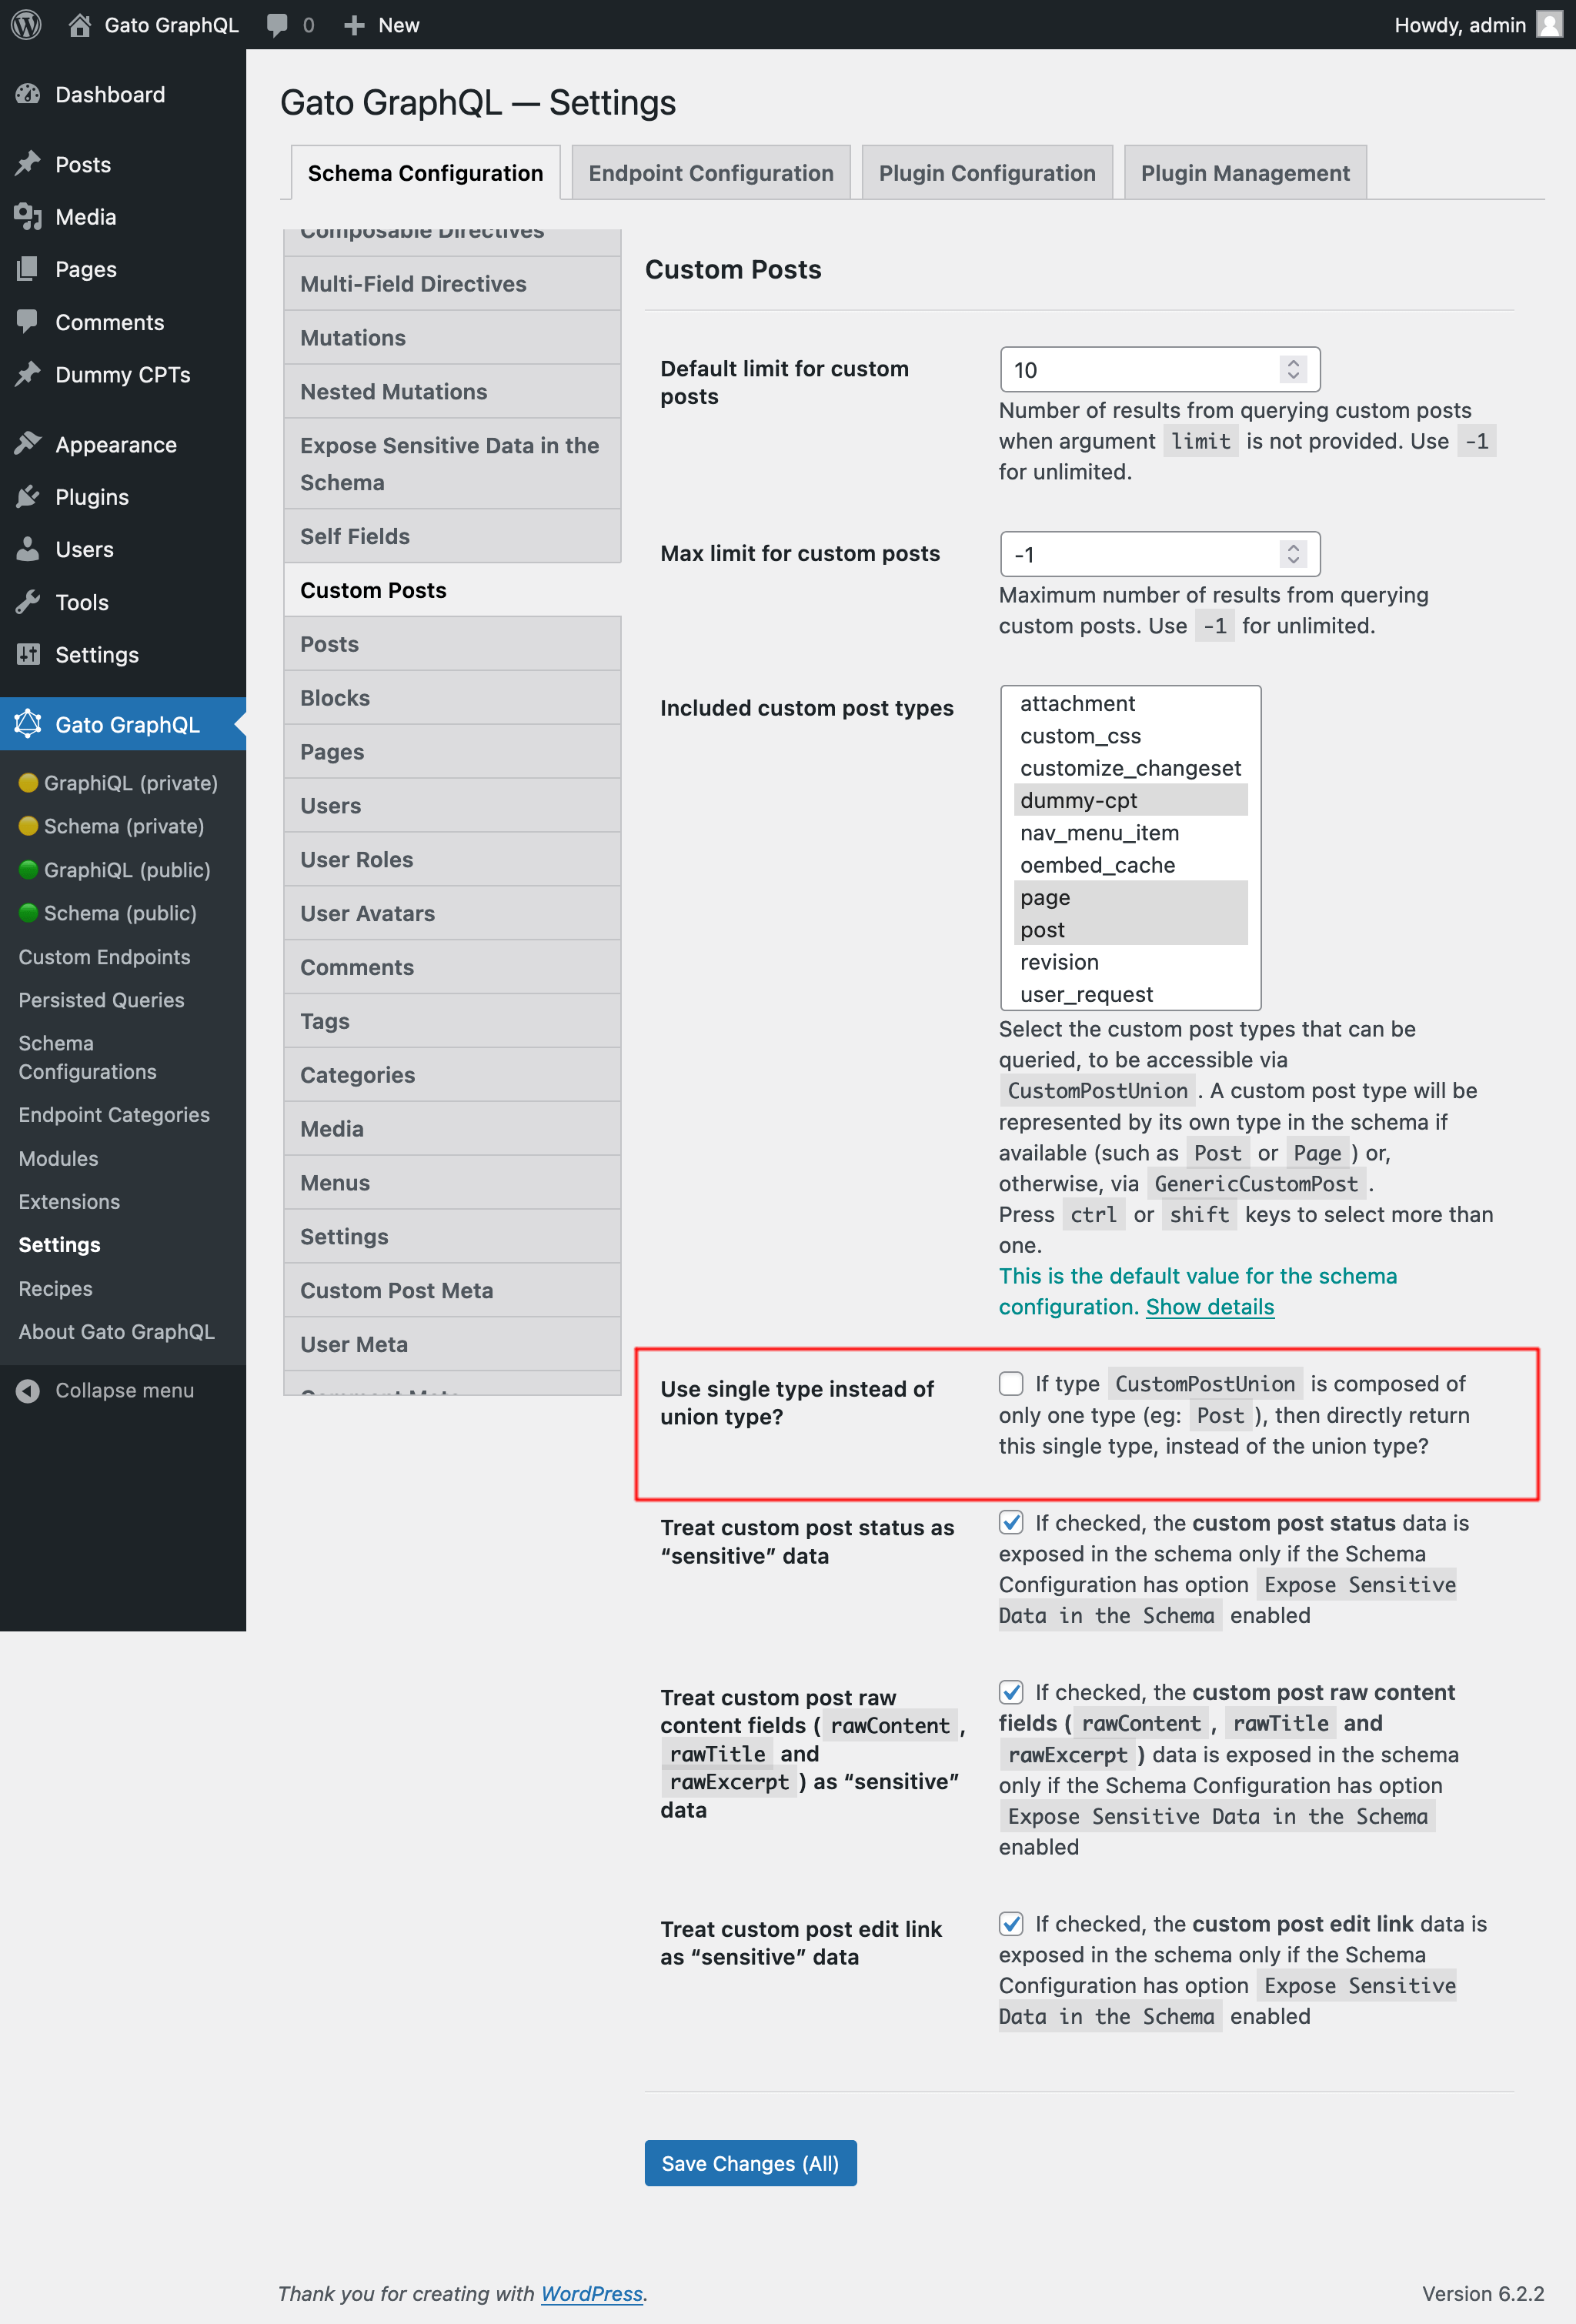 Gato GraphQL 0 New Howdy, admin
Dashboard
Posts
Media
Pages
Comments
Dummy CPTs
Appearance
Plugins
Users
Tools
Settings
Gato GraphQL
GraphiQL (private)
Schema (private)
GraphiQL (public)
Schema (public)
Custom Endpoints
Persisted Queries
Schema
Configurations
Endpoint Categories
Modules
Extensions
Settings
Recipes
About Gato GraphQL
Collapse menu
Gato GraphQL — Settings
Schema Configuration
Endpoint Configuration
Plugin Configuration
Plugin Management
Composable Directives
Multi-Field Directives
Mutations
Nested Mutations
Expose Sensitive Data in the
Schema
Self Fields
Custom Posts
Posts
Blocks
Pages
Users
User Roles
User Avatars
Comments
Tags
Categories
Media
Menus
Settings
Custom Post Meta
User Meta
Comment Meta
Custom Posts
Default limit for custom
posts
10
Number of results from querying custom posts
when argument limit is not provided. Use -1
for unlimited.
Max limit for custom posts
-1
Maximum number of results from querying
custom posts. Use -1 for unlimited.
Included custom post types
attachment
custom_css
customize_changeset
dummy-cpt
nav_menu_item
oembed_cache
page
post
revision
user_request
Select the custom post types that can be
queried, to be accessible via
CustomPostUnion . A custom post type will be
represented by its own type in the schema if
available (such as Post or Page ) or,
otherwise, via GenericCustomPost .
Press ctrl or shift keys to select more than
one.
This is the default value for the schema
configuration. Show details
Use single type instead of
union type?
If type CustomPostUnion is composed of
only one type (eg: Post ), then directly return
this single type, instead of the union type?
Treat custom post status as
“sensitive” data
If checked, the custom post status data is
exposed in the schema only if the Schema
Configuration has option Expose Sensitive
Data in the Schema enabled
Treat custom post raw
content fields ( rawContent ,
rawTitle and
rawExcerpt ) as “sensitive”
data
If checked, the custom post raw content
fields ( rawContent , rawTitle and
rawExcerpt ) data is exposed in the schema
only if the Schema Configuration has option
Expose Sensitive Data in the Schema
enabled
Treat custom post edit link
as “sensitive” data
If checked, the custom post edit link data is
exposed in the schema only if the Schema
Configuration has option Expose Sensitive
Data in the Schema enabled
Save Changes (All)
Thank you for creating with WordPress.
Version 6.2.2